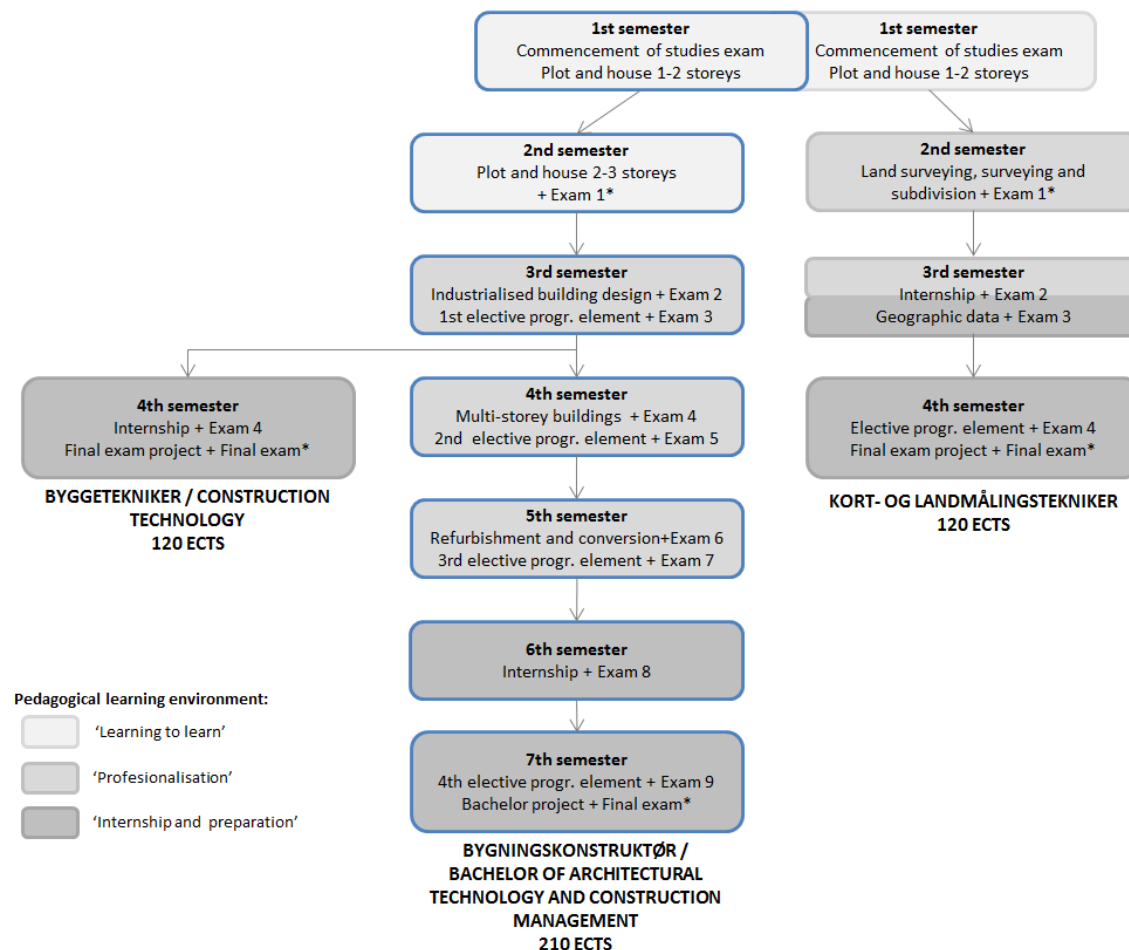 1st semester
Commencement of studies exam
Plot and house 1-2 storeys
1st semester
Commencement of studies exam
Plot and house 1-2 storeys
2nd semester
Plot and house 2-3 storeys
+ Exam 1*
2nd semester
Land surveying, surveying and
subdivision + Exam 1*
3rd semester
Industrialised building design + Exam 2
1st elective progr. element + Exam 3
3rd semester
Internship + Exam 2
Geographic data + Exam 3
4th semester
Internship + Exam 4
Final exam project + Final exam*
BYGGETEKNIKER / CONSTRUCTION
TECHNOLOGY
120 ECTS
4th semester
Multi-storey buildings + Exam 4
2nd elective progr. element + Exam 5
4th semester
Elective progr. element + Exam 4
Final exam project + Final exam*
KORT- OG LANDMÅLINGSTEKNIKER
120 ECTS
5th semester
Refurbishment and conversion+Exam 6
3rd elective progr. element + Exam 7
6th semester
Internship + Exam 8
7th semester
4th elective progr. element + Exam 9
Bachelor project + Final exam*
BYGNINGSKONSTRUKTØR /
BACHELOR OF ARCHITECTURAL
TECHNOLOGY AND CONSTRUCTION
MANAGEMENT
210 ECTS
Pedagogical learning environment:
‘Learning to learn’
‘Profesionalisation’
‘Internship and preparation’